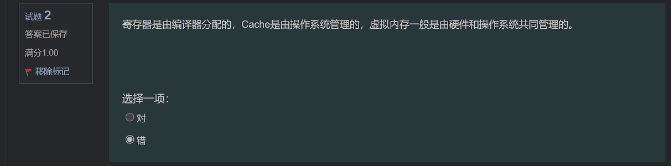 试题 2
答案已保存
满分1.00
移除标记
寄存器是由编译器分配的，Cache是由操作系统管理的，虚拟内存一般是由硬件和操作系统共同管理的。
选择一项：
对
错